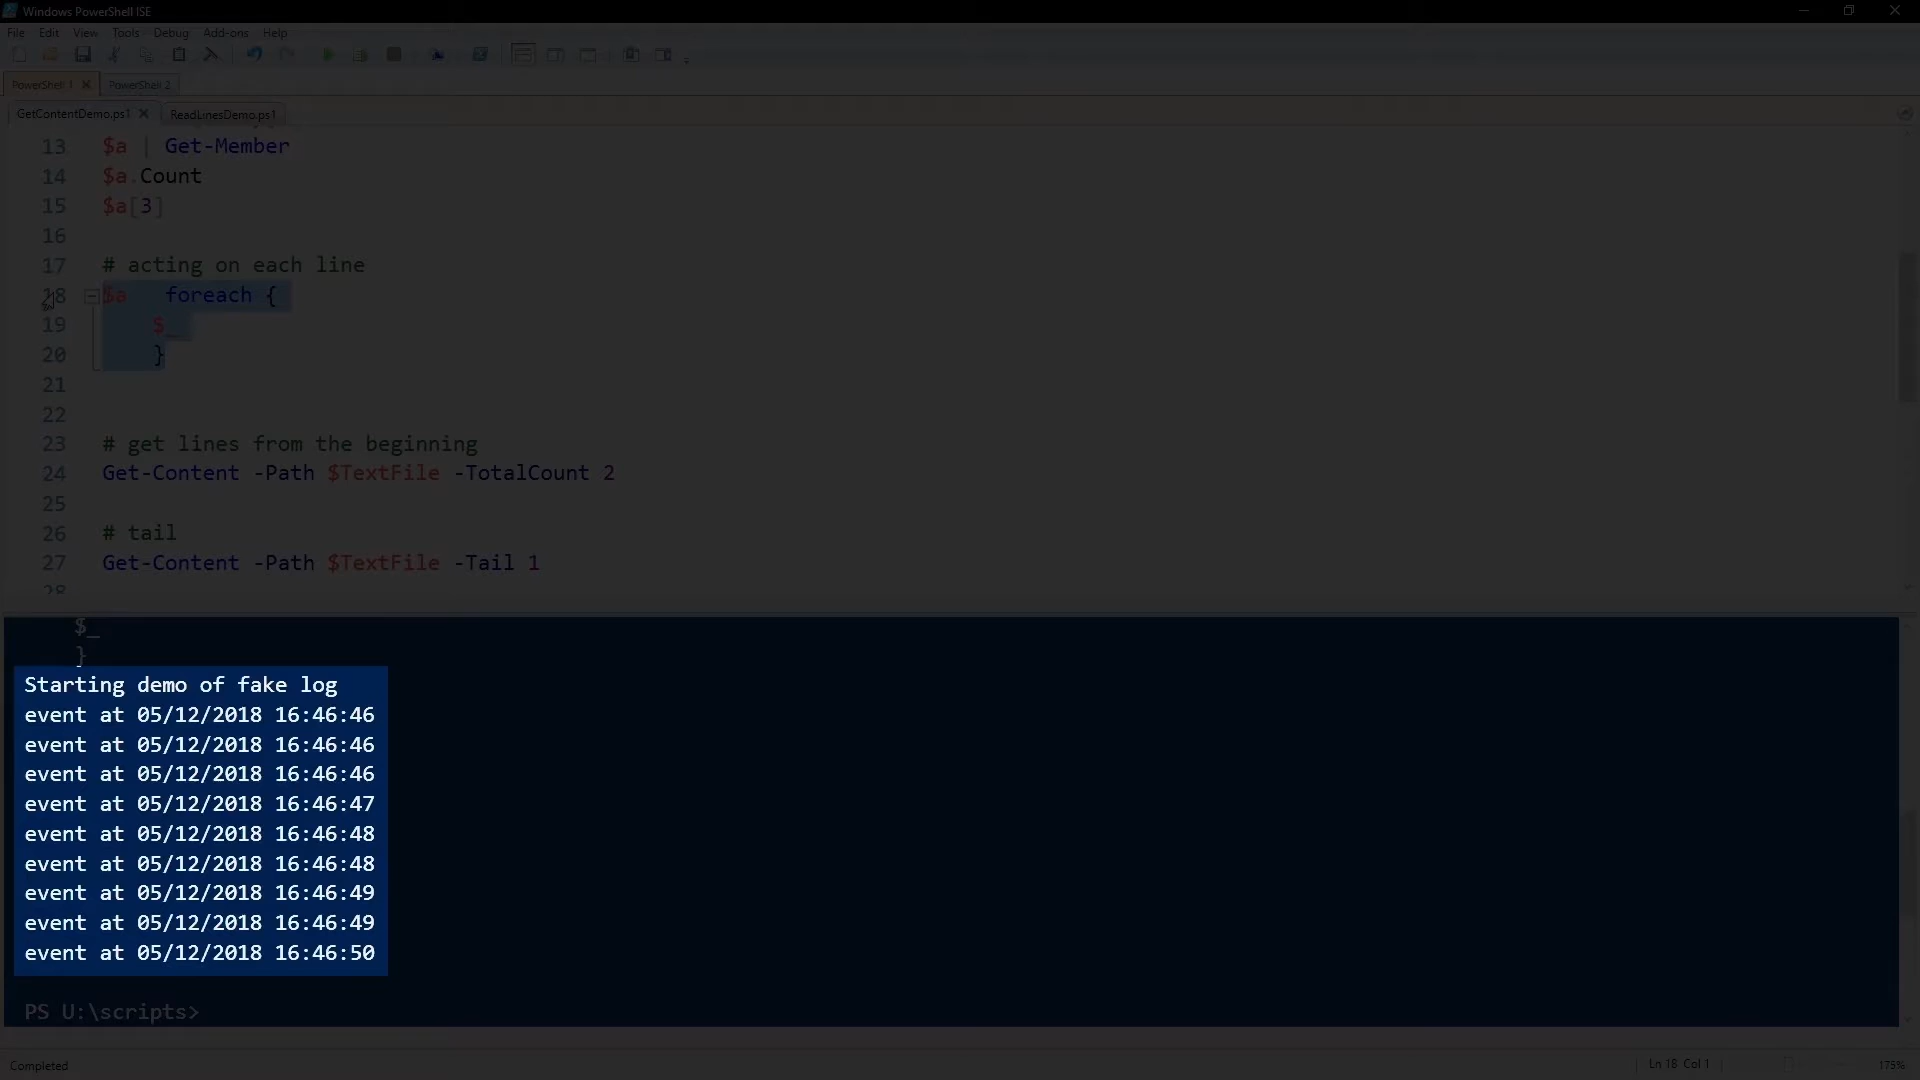 Windows PowerShell ISE
File Edit View Tools Debug Add-ons Help
PowerShell 1 PowerShell 2
GetContentDemo.ps1 ReadLinesDemo.ps1
13 $a | Get-Member
14 $a.Count
15 $a[3]
16
17 # acting on each line
18 $a foreach {
19 $_
20 }
21
22
23 # get lines from the beginning
24 Get-Content -Path $TextFile -TotalCount 2
25
26 # tail
27 Get-Content -Path $TextFile -Tail 1
28
$_
}
Starting demo of fake log
event at 05/12/2018 16:46:46
event at 05/12/2018 16:46:46
event at 05/12/2018 16:46:46
event at 05/12/2018 16:46:47
event at 05/12/2018 16:46:48
event at 05/12/2018 16:46:48
event at 05/12/2018 16:46:49
event at 05/12/2018 16:46:49
event at 05/12/2018 16:46:50
PS U:\scripts>
Completed Ln 18 Col 1 175%